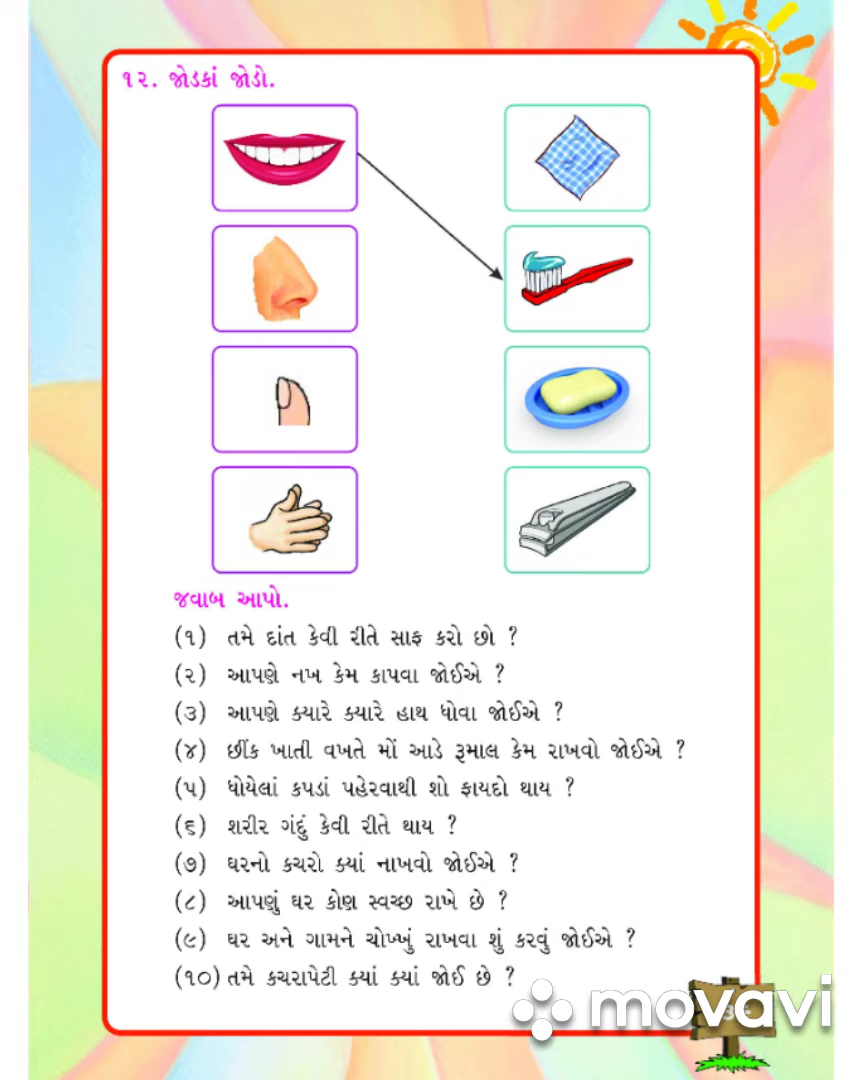 ૧૨. જોડકાં જોડો.
જવાબ આપો.
(૧) તમે દાંત કેવી રીતે સાફ કરો છો ?
(૨) આપણે નખ કેમ કાપવા જોઈએ ?
(૩) આપણે ક્યારે ક્યારે હાથ ધોવા જોઈએ ?
(૪) છીંક ખાતી વખતે મોં આડે રૂમાલ કેમ રાખવો જોઈએ ?
(૫) ધોયેલાં કપડાં પહેરવાથી શો ફાયદો થાય ?
(૬) શરીર ગંદું કેવી રીતે થાય ?
(૭) ઘરનો કચરો ક્યાં નાખવો જોઈએ ?
(૮) આપણું ઘર કોણ સ્વચ્છ રાખે છે ?
(૯) ઘર અને ગામને ચોખ્ખું રાખવા શું કરવું જોઈએ ?
(૧૦) તમે કચરાપેટી ક્યાં ક્યાં જોઈ છે ?
movavi